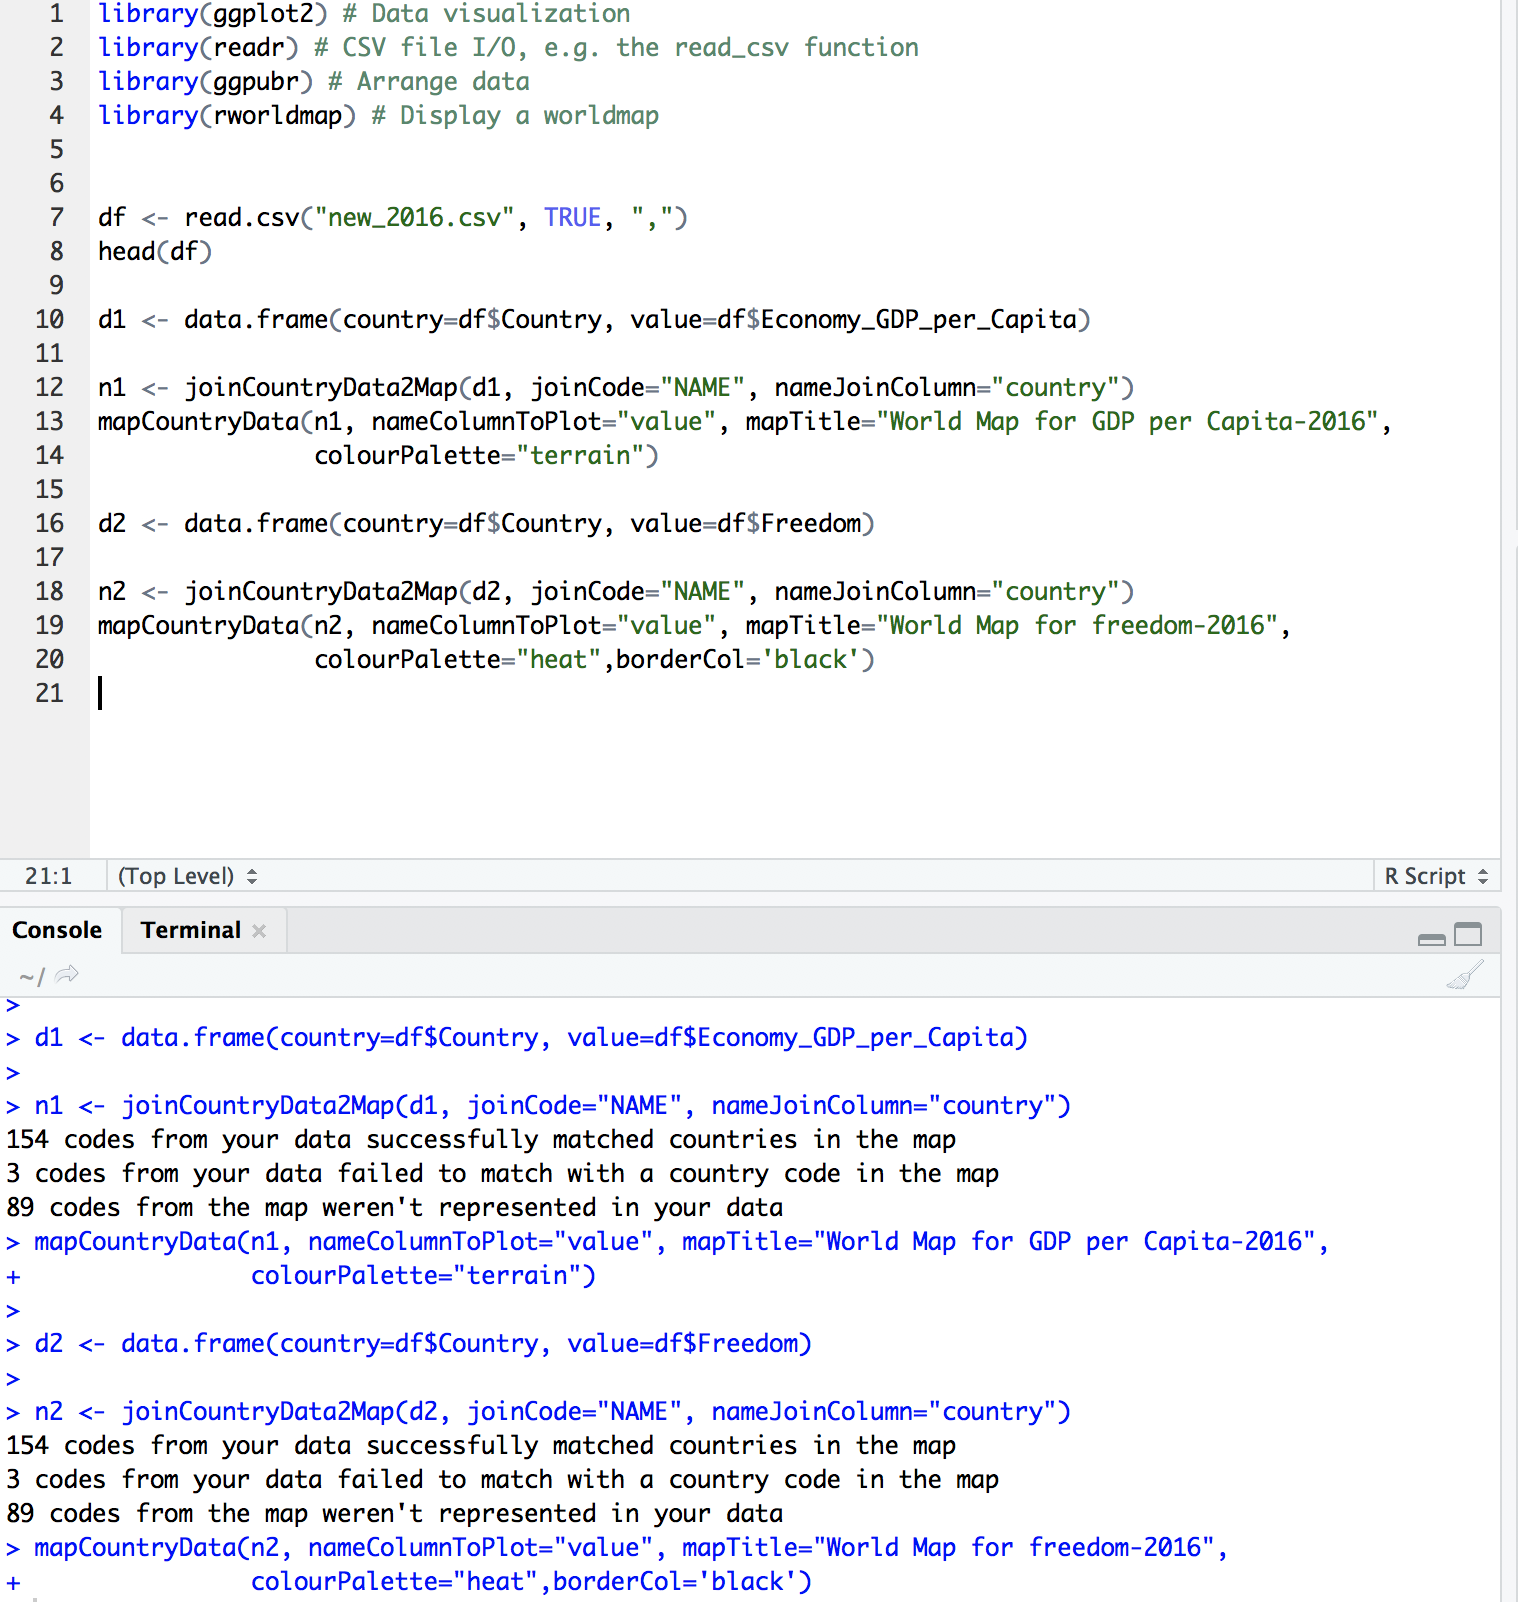 1 library(ggplot2) # Data visualization
2 library(readr) # CSV file I/O, e.g. the read_csv function
3 library(ggpubr) # Arrange data
4 library(rworldmap) # Display a worldmap
5
6
7 df <- read.csv("new_2016.csv", TRUE, ",")
8 head(df)
9
10 d1 <- data.frame(country=df$Country, value=df$Economy_GDP_per_Capita)
11
12 n1 <- joinCountryData2Map(d1, joinCode="NAME", nameJoinColumn="country")
13 mapCountryData(n1, nameColumnToPlot="value", mapTitle="World Map for GDP per Capita-2016",
14                colourPalette="terrain")
15
16 d2 <- data.frame(country=df$Country, value=df$Freedom)
17
18 n2 <- joinCountryData2Map(d2, joinCode="NAME", nameJoinColumn="country")
19 mapCountryData(n2, nameColumnToPlot="value", mapTitle="World Map for freedom-2016",
20                colourPalette="heat",borderCol='black')
21
21:1 (Top Level) R Script
Console Terminal
~/
>
> d1 <- data.frame(country=df$Country, value=df$Economy_GDP_per_Capita)
>
> n1 <- joinCountryData2Map(d1, joinCode="NAME", nameJoinColumn="country")
154 codes from your data successfully matched countries in the map
3 codes from your data failed to match with a country code in the map
89 codes from the map weren't represented in your data
> mapCountryData(n1, nameColumnToPlot="value", mapTitle="World Map for GDP per Capita-2016",
+                colourPalette="terrain")
>
> d2 <- data.frame(country=df$Country, value=df$Freedom)
>
> n2 <- joinCountryData2Map(d2, joinCode="NAME", nameJoinColumn="country")
154 codes from your data successfully matched countries in the map
3 codes from your data failed to match with a country code in the map
89 codes from the map weren't represented in your data
> mapCountryData(n2, nameColumnToPlot="value", mapTitle="World Map for freedom-2016",
+                colourPalette="heat",borderCol='black')